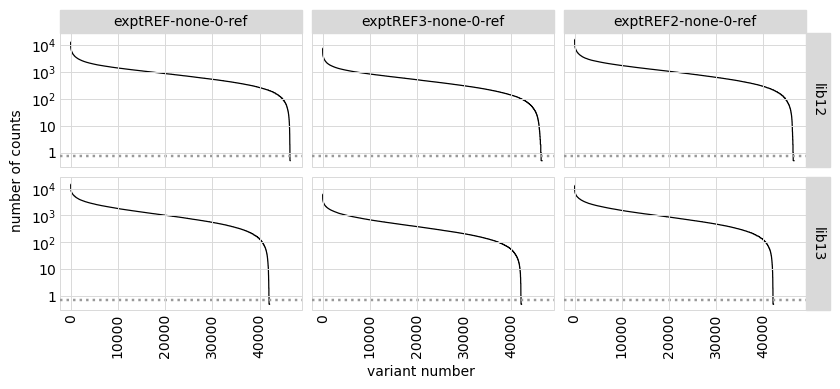 exptREF-none-0-ref exptREF3-none-0-ref exptREF2-none-0-ref
number of counts
10⁴
10³
10²
10
1
lib12
10⁴
10³
10²
10
1
lib13
0 10000 20000 30000 40000 0 10000 20000 30000 40000 0 10000 20000 30000 40000
variant number